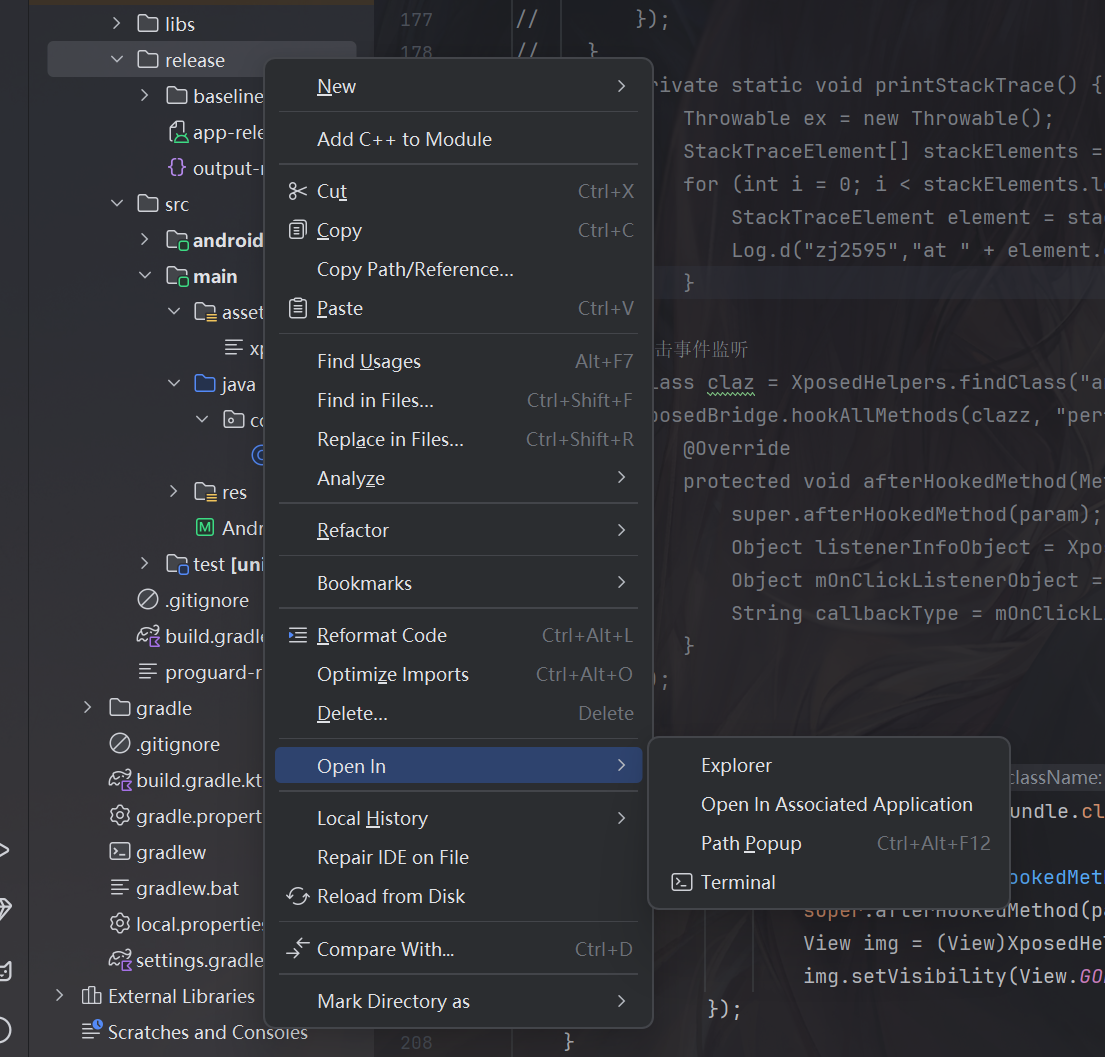 libs
release
baseline
app-rele
output-r
src
android
main
asset
xp
java
co
res
Andr
test [uni
.gitignore
build.gradle
proguard-r
gradle
.gitignore
build.gradle.kt
gradle.propert
gradlew
gradlew.bat
local.propertie
settings.gradle
External Libraries
Scratches and Consoles
New
Add C++ to Module
Cut Ctrl+X
Copy Ctrl+C
Copy Path/Reference...
Paste Ctrl+V
Find Usages Alt+F7
Find in Files... Ctrl+Shift+F
Replace in Files... Ctrl+Shift+R
Analyze
Refactor
Bookmarks
Reformat Code Ctrl+Alt+L
Optimize Imports Ctrl+Alt+O
Delete... Delete
Open In
Local History
Repair IDE on File
Reload from Disk
Compare With... Ctrl+D
Mark Directory as
Explorer
Open In Associated Application
Path Popup Ctrl+Alt+F12
Terminal
177 // });
178 // }
rivate static void printStackTrace() {
Throwable ex = new Throwable();
StackTraceElement[] stackElements =
for (int i = 0; i < stackElements.l
StackTraceElement element = sta
Log.d("zj2595","at " + element.
}
击事件监听
lass claz = XposedHelpers.findClass("a
posedBridge.hookAllMethods(clazz, "per
@Override
protected void afterHookedMethod(Me
super.afterHookedMethod(param);
Object listenerInfoObject = Xpo
Object mOnClickListenerObject =
String callbackType = mOnClickL
}
);
className:
undle.cl
ookedMet
super.afterHookedMethod(pa
View img = (View)XposedHel
img.setVisibility(View.GO
});
208 }